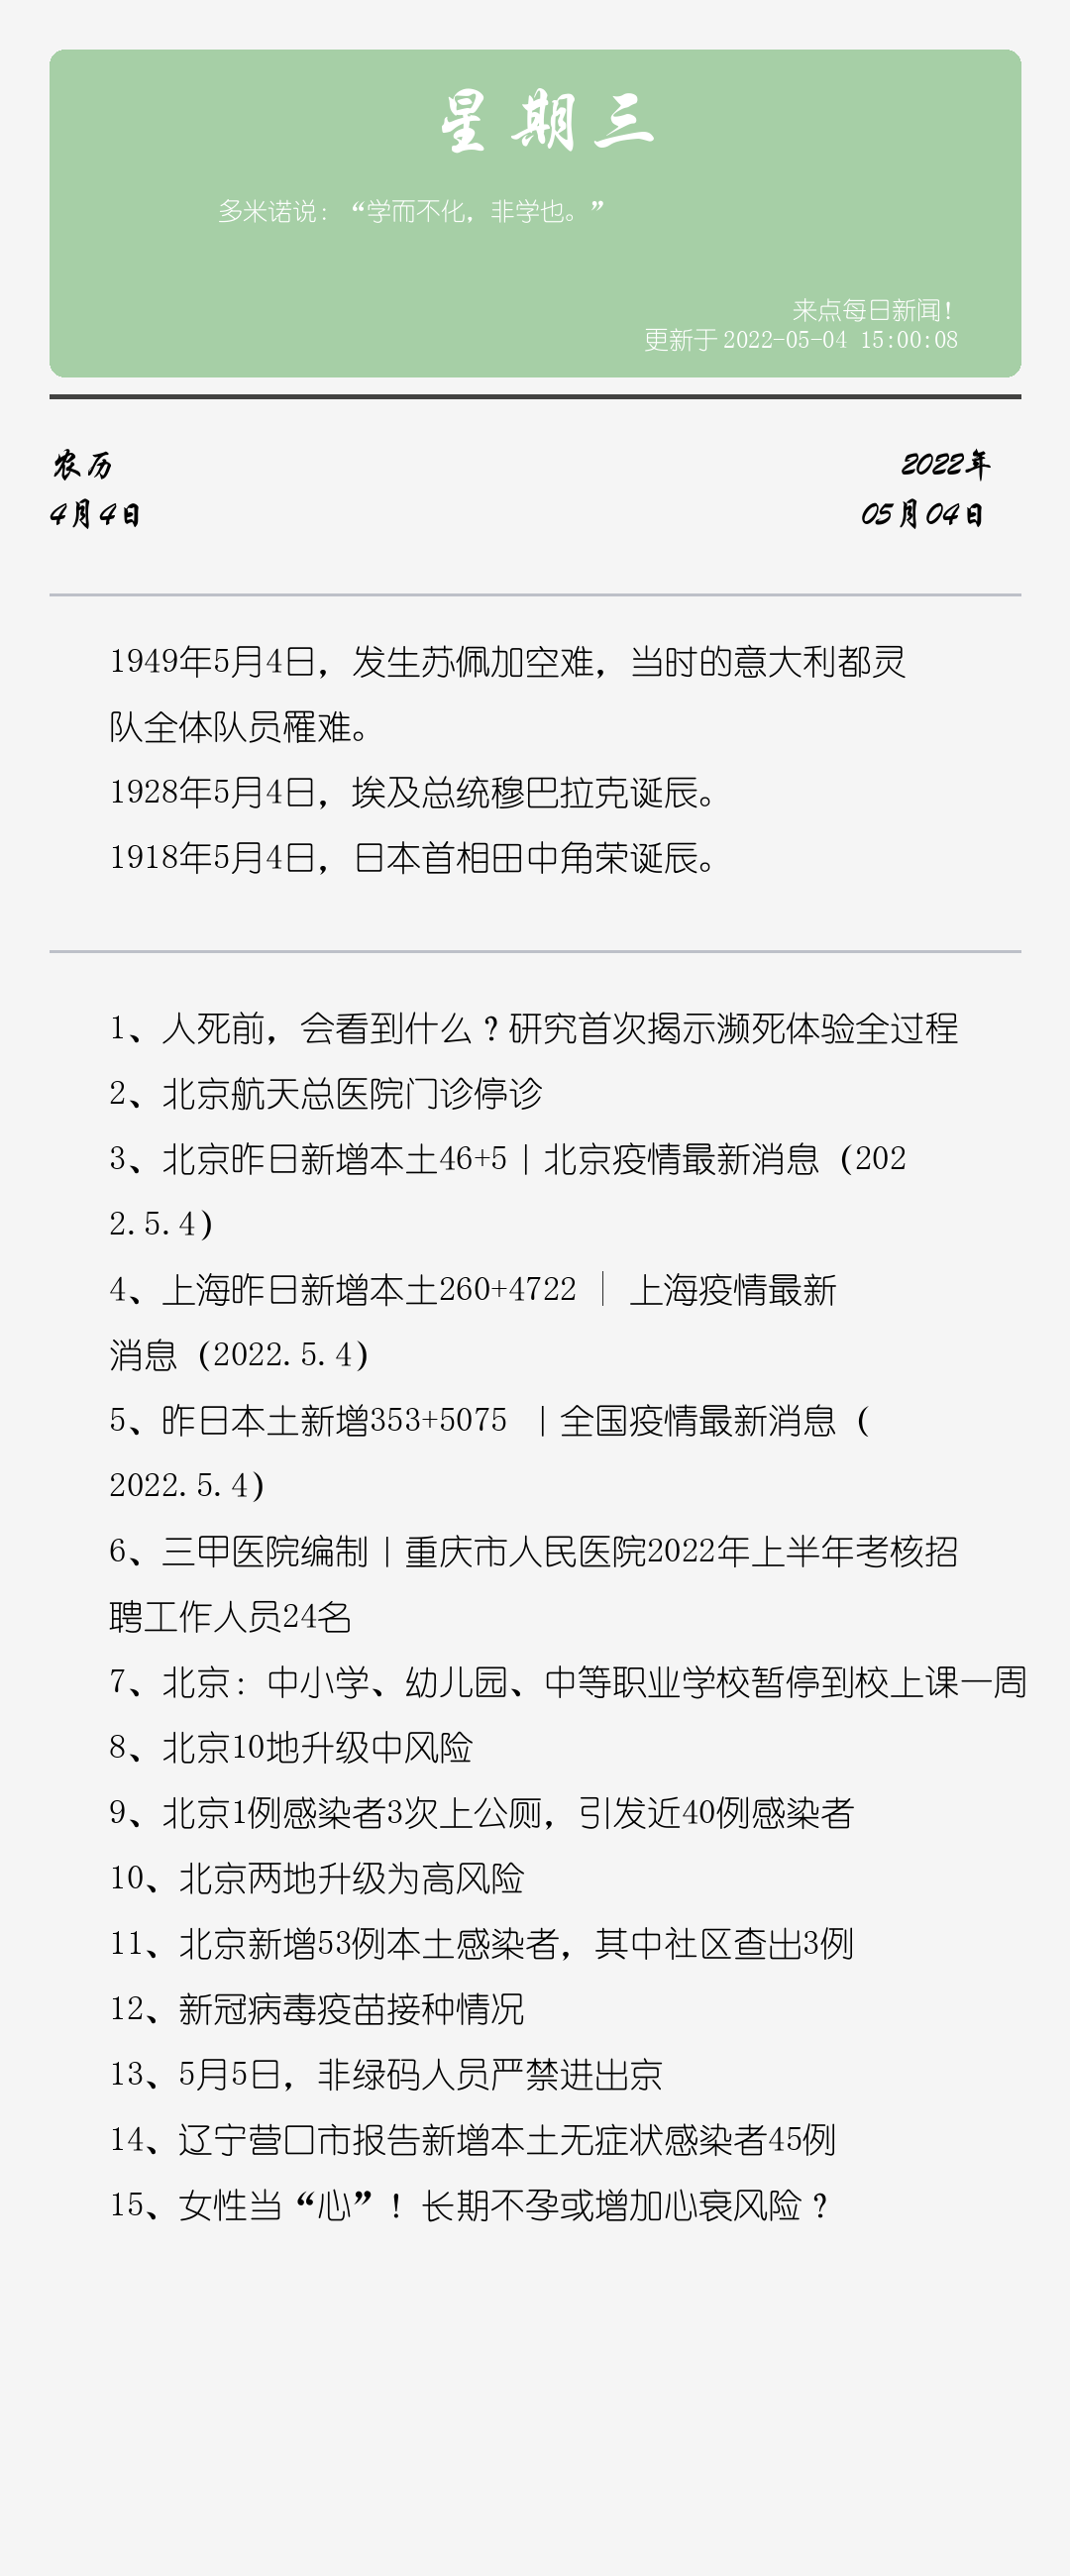 星期三
多米诺说：“学而不化，非学也。”
来点每日新闻！
更新于 2022-05-04 15:00:08
农历
2022年
4月4日
05月04日
1949年5月4日，发生苏佩加空难，当时的意大利都灵
队全体队员罹难。
1928年5月4日，埃及总统穆巴拉克诞辰。
1918年5月4日，日本首相田中角荣诞辰。
1、人死前，会看到什么？研究首次揭示濒死体验全过程
2、北京航天总医院门诊停诊
3、北京昨日新增本土46+5丨北京疫情最新消息（202
2.5.4）
4、上海昨日新增本土260+4722 │ 上海疫情最新
消息（2022.5.4）
5、昨日本土新增353+5075 丨全国疫情最新消息（
2022.5.4）
6、三甲医院编制丨重庆市人民医院2022年上半年考核招
聘工作人员24名
7、北京：中小学、幼儿园、中等职业学校暂停到校上课一周
8、北京10地升级中风险
9、北京1例感染者3次上公厕，引发近40例感染者
10、北京两地升级为高风险
11、北京新增53例本土感染者，其中社区查出3例
12、新冠病毒疫苗接种情况
13、5月5日，非绿码人员严禁进出京
14、辽宁营口市报告新增本土无症状感染者45例
15、女性当“心”！长期不孕或增加心衰风险？